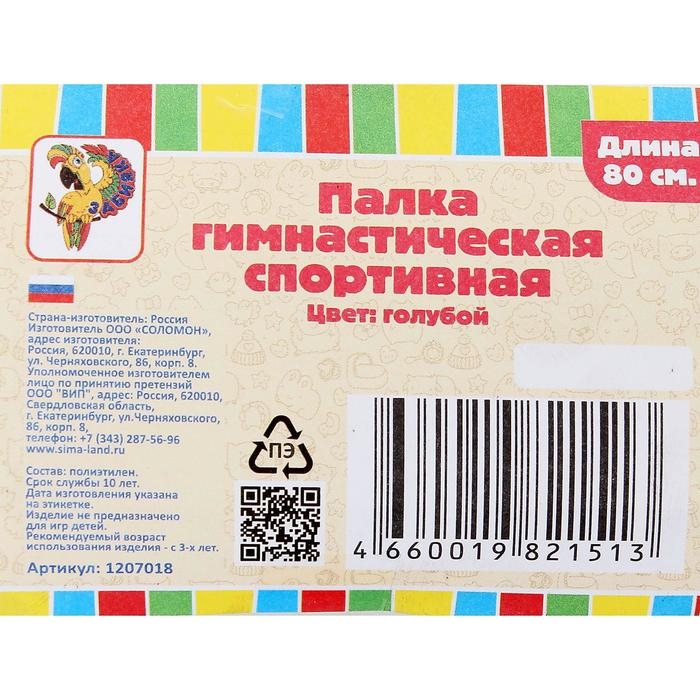 Длина
80 см.
ЗАБИЯКА
Палка
гимнастическая
спортивная
Цвет: голубой
Страна-изготовитель: Россия
Изготовитель ООО «СОЛОМОН»,
адрес изготовителя:
Россия, 620010, г. Екатеринбург,
ул. Черняховского, 86, корп. 8.
Уполномоченное изготовителем
лицо по принятию претензий
ООО "ВИП", адрес: Россия, 620010,
Свердловская область,
г. Екатеринбург, ул.Черняховского,
86, корп. 8,
телефон: +7 (343) 287-56-96
www.sima-land.ru
Состав: полиэтилен.
Срок службы 10 лет.
Дата изготовления указана
на этикетке.
Изделие не предназначено
для игр детей.
Рекомендуемый возраст
использования изделия - с 3-х лет.
Артикул: 1207018
ПЭ
4 660019 821513